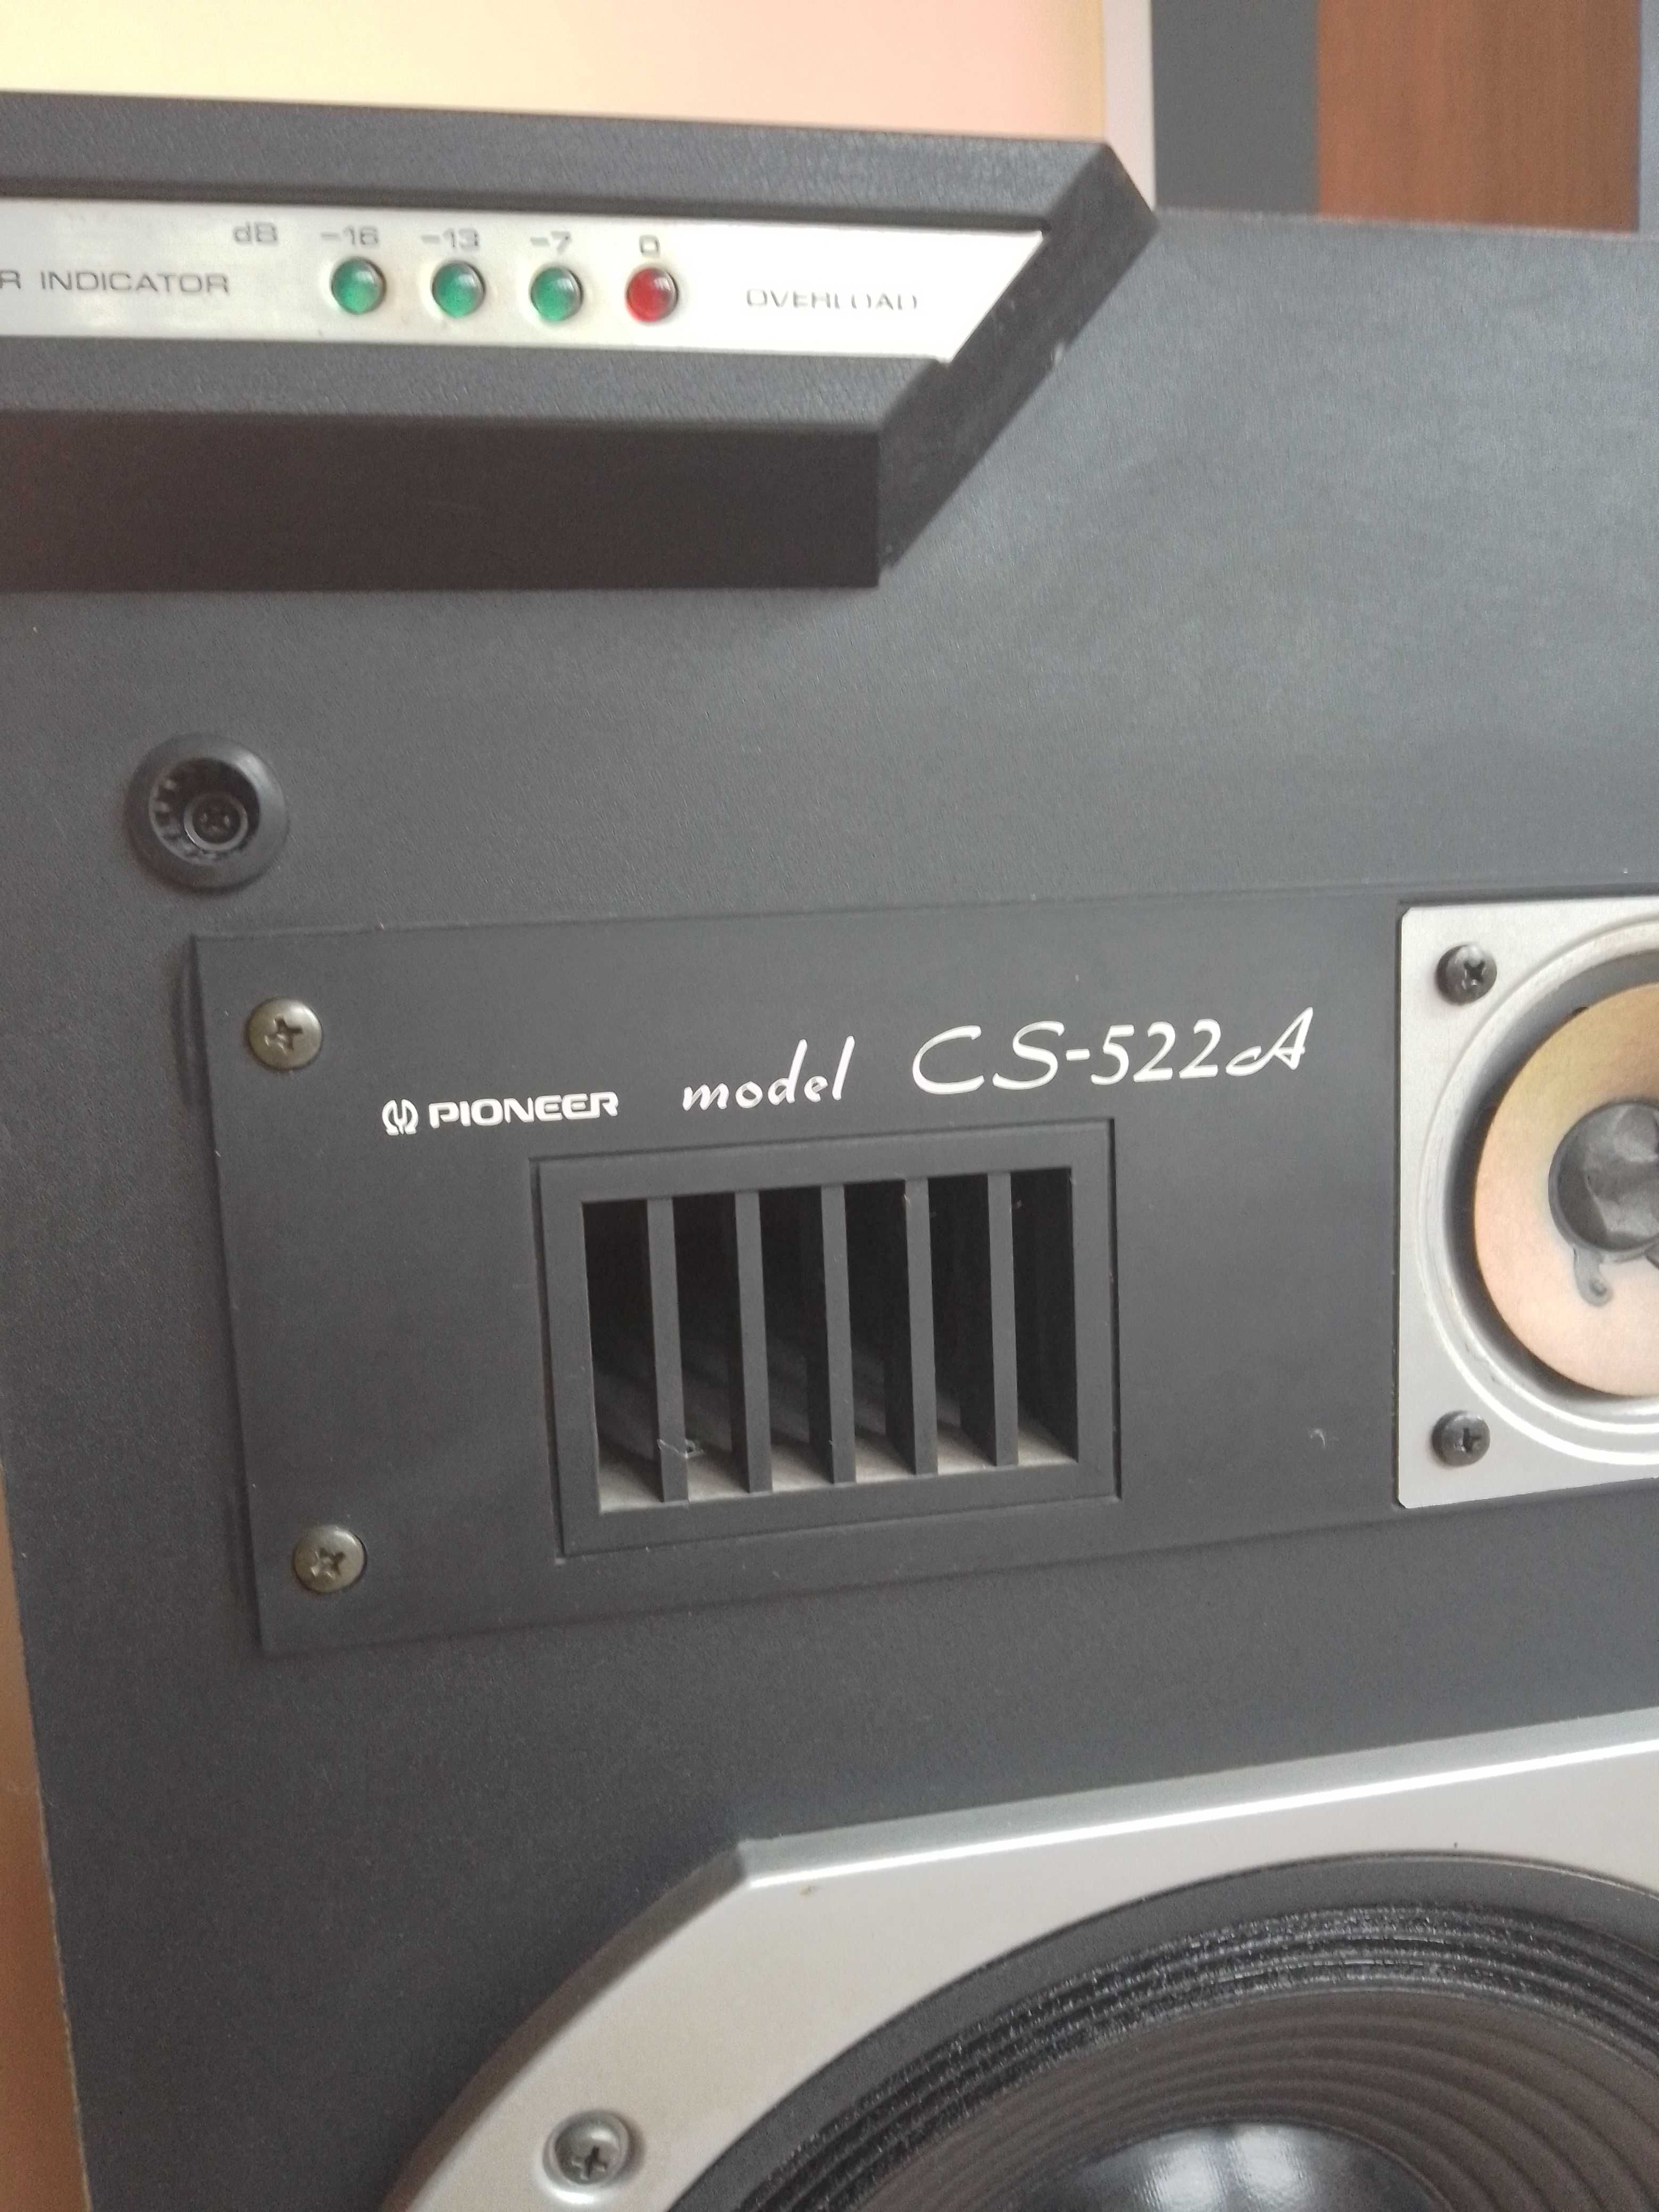 dB -16 -13 -7 0
R INDICATOR OVERLOAD
PIONEER model CS-522A